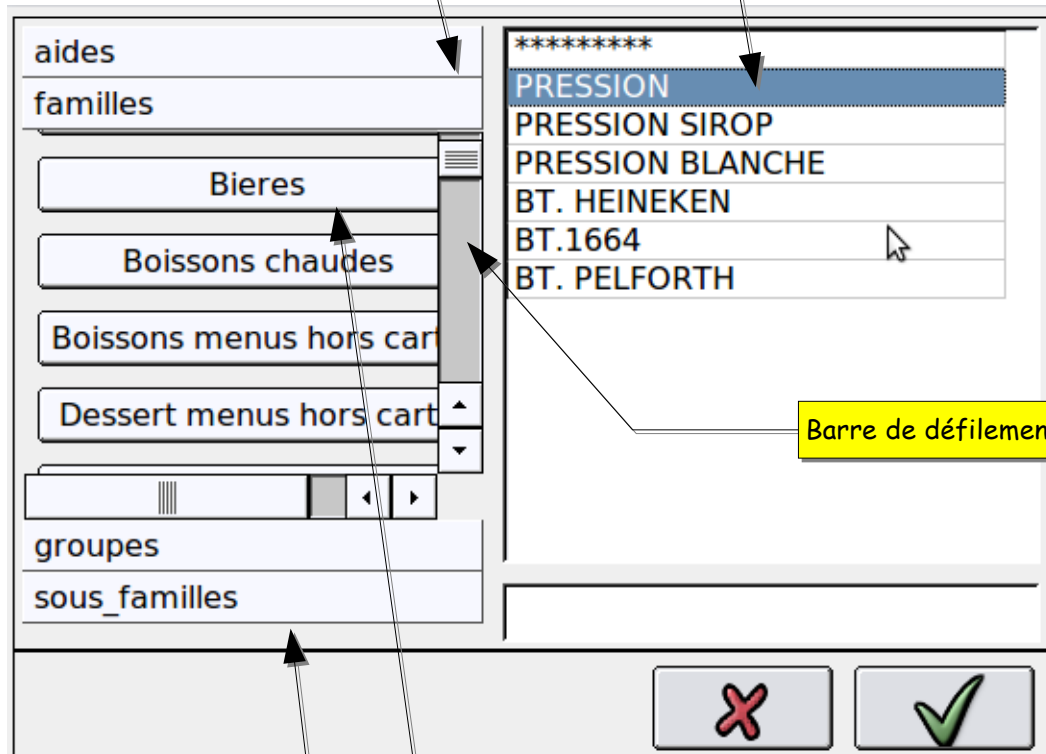 aides
familles
Bieres
Boissons chaudes
Boissons menus hors cart
Dessert menus hors cart
groupes
sous_familles
*********
PRESSION
PRESSION SIROP
PRESSION BLANCHE
BT. HEINEKEN
BT.1664
BT. PELFORTH
Barre de défilemen